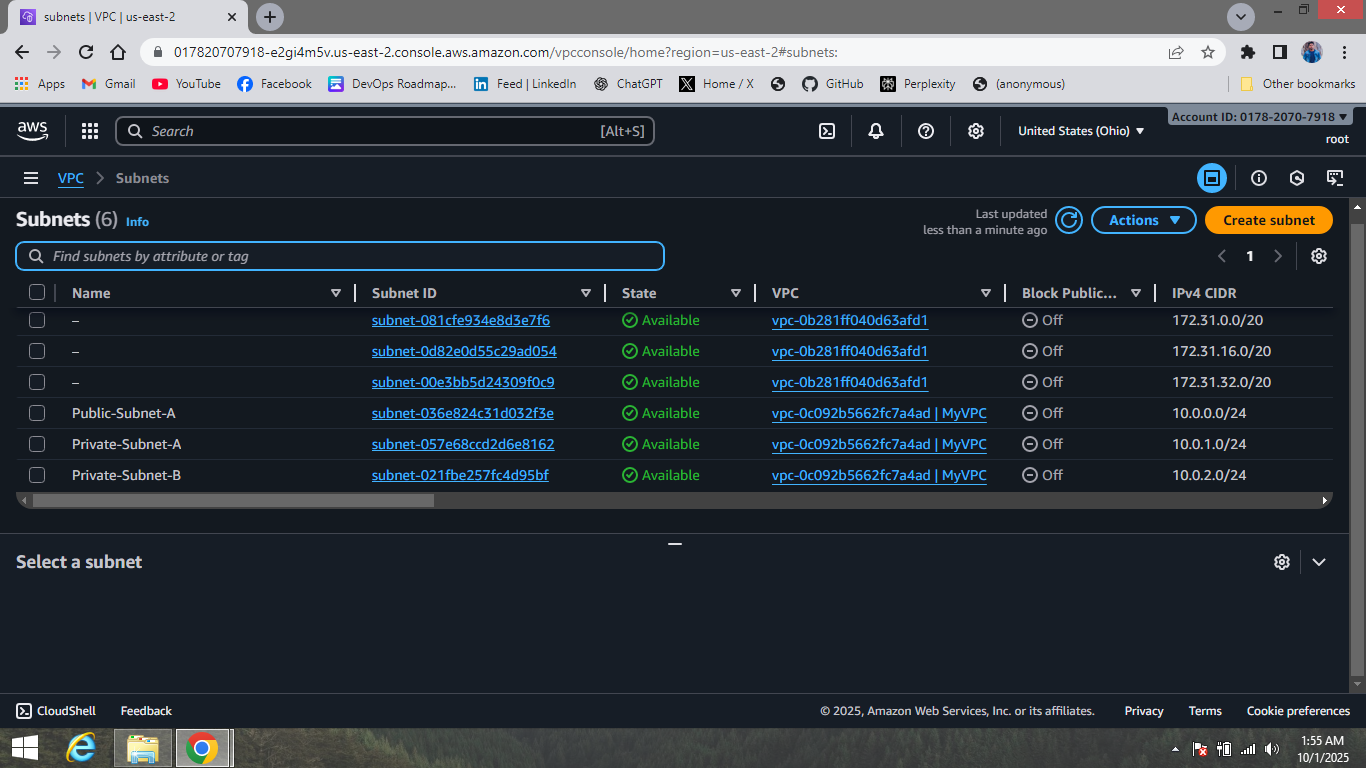 subnets | VPC | us-east-2
017820707918-e2gi4m5v.us-east-2.console.aws.amazon.com/vpcconsole/home?region=us-east-2#subnets:
Apps Gmail YouTube Facebook DevOps Roadmap... Feed | LinkedIn ChatGPT Home / X GitHub Perplexity (anonymous) Other bookmarks
aws Search [Alt+S] United States (Ohio) Account ID: 0178-2070-7918
root
VPC Subnets
Subnets (6) Info
Last updated
less than a minute ago
Actions Create subnet
Find subnets by attribute or tag 1
Name Subnet ID State VPC Block Public... IPv4 CIDR
– subnet-081cfe934e8d3e7f6 Available vpc-0b281ff040d63afd1 Off 172.31.0.0/20
– subnet-0d82e0d55c29ad054 Available vpc-0b281ff040d63afd1 Off 172.31.16.0/20
– subnet-00e3bb5d24309f0c9 Available vpc-0b281ff040d63afd1 Off 172.31.32.0/20
Public-Subnet-A subnet-036e824c31d032f3e Available vpc-0c092b5662fc7a4ad | MyVPC Off 10.0.0.0/24
Private-Subnet-A subnet-057e68ccd2d6e8162 Available vpc-0c092b5662fc7a4ad | MyVPC Off 10.0.1.0/24
Private-Subnet-B subnet-021fbe257fc4d95bf Available vpc-0c092b5662fc7a4ad | MyVPC Off 10.0.2.0/24
Select a subnet
CloudShell Feedback © 2025, Amazon Web Services, Inc. or its affiliates. Privacy Terms Cookie preferences
1:55 AM
10/1/2025